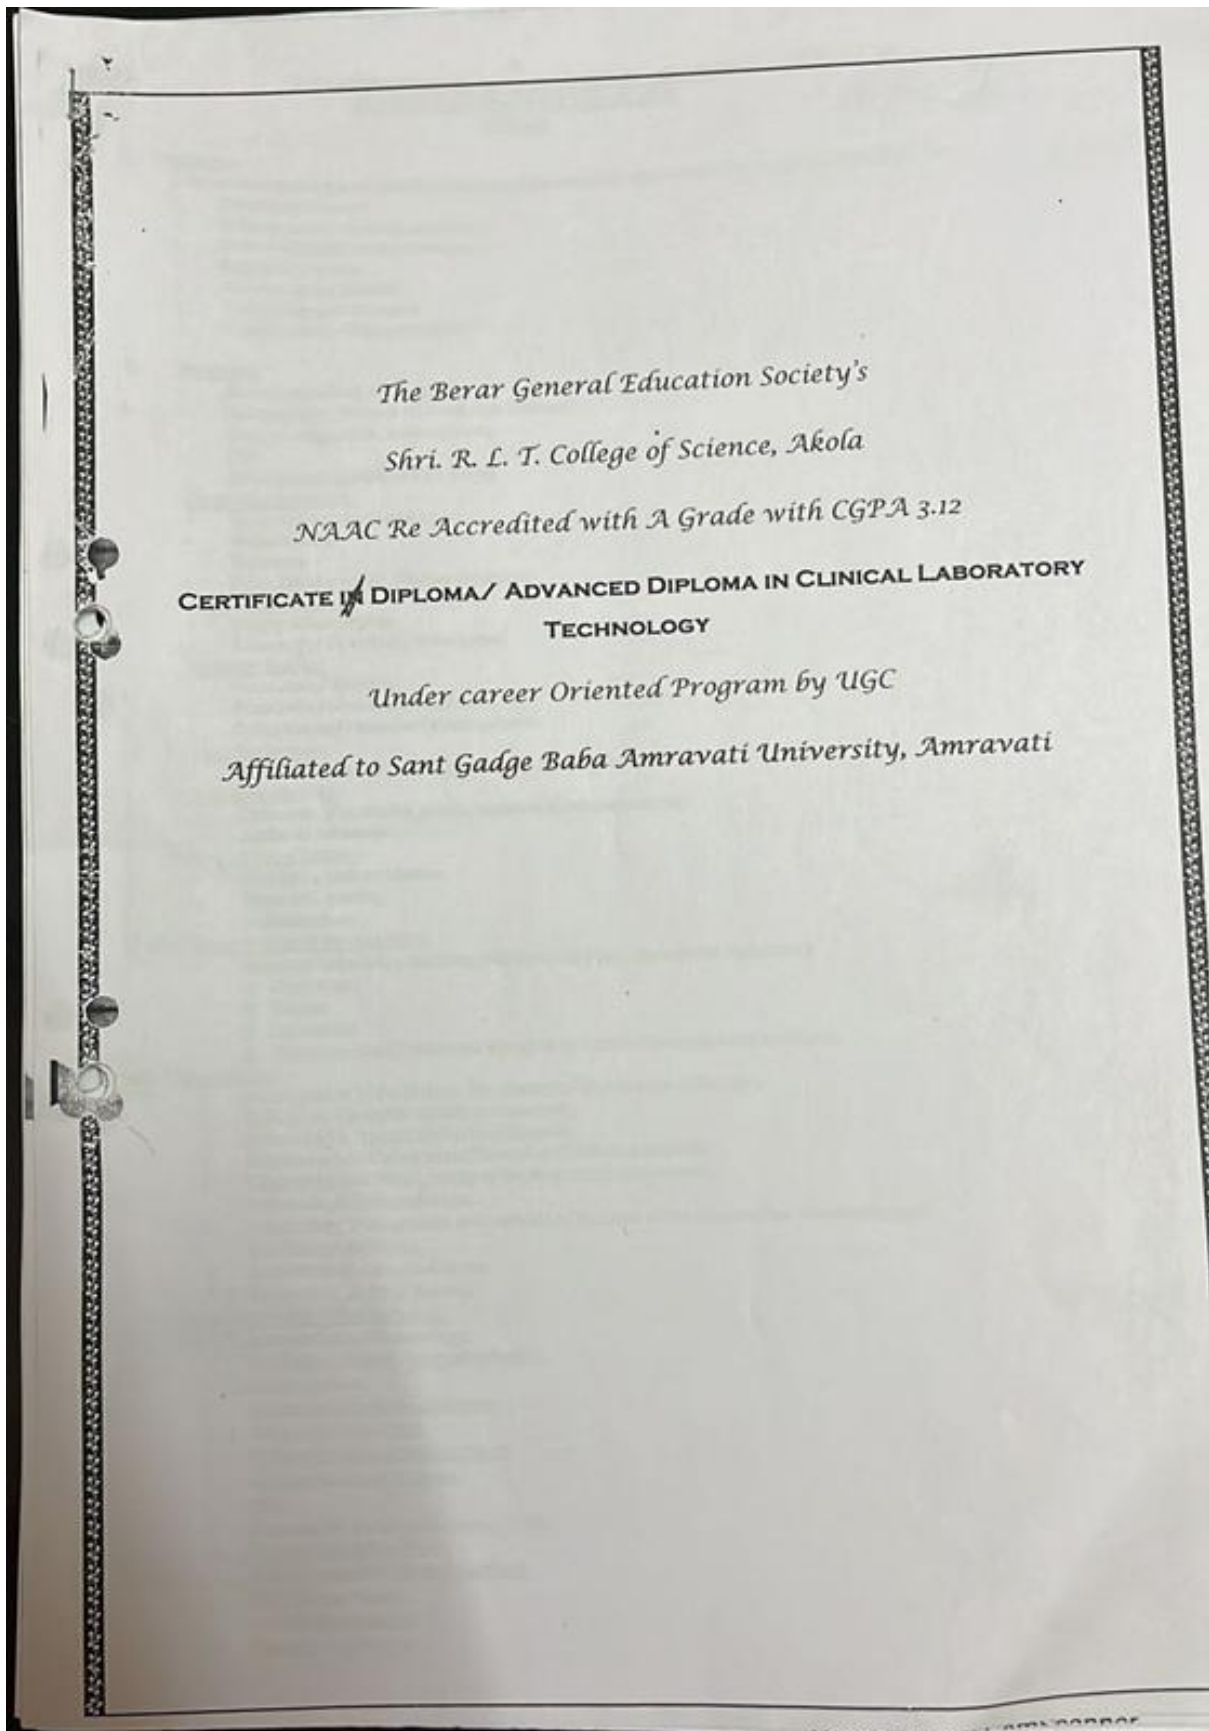 The Berar General Education Society's
Shri. R. L. T. College of Science, Akola
NAAC Re Accredited with A Grade with CGPA 3.12
CERTIFICATE IN DIPLOMA/ ADVANCED DIPLOMA IN CLINICAL LABORATORY
TECHNOLOGY
Under career Oriented Program by UGC
Affiliated to Sant Gadge Baba Amravati University, Amravati